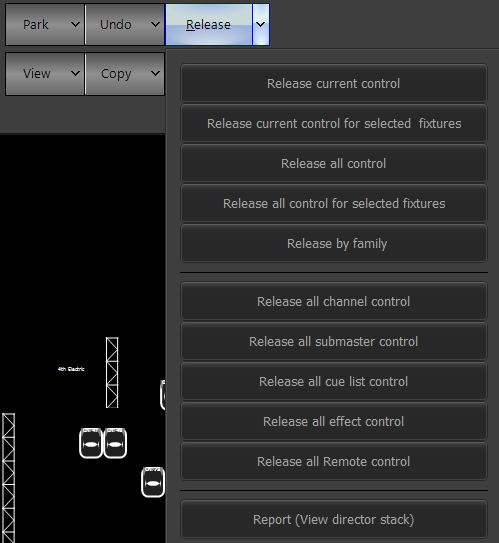 Park
Undo
Release
View
Copy
Release current control
Release current control for selected fixtures
Release all control
Release all control for selected fixtures
Release by family
Release all channel control
Release all submaster control
Release all cue list control
Release all effect control
Release all Remote control
Report (View director stack)
4th Electric